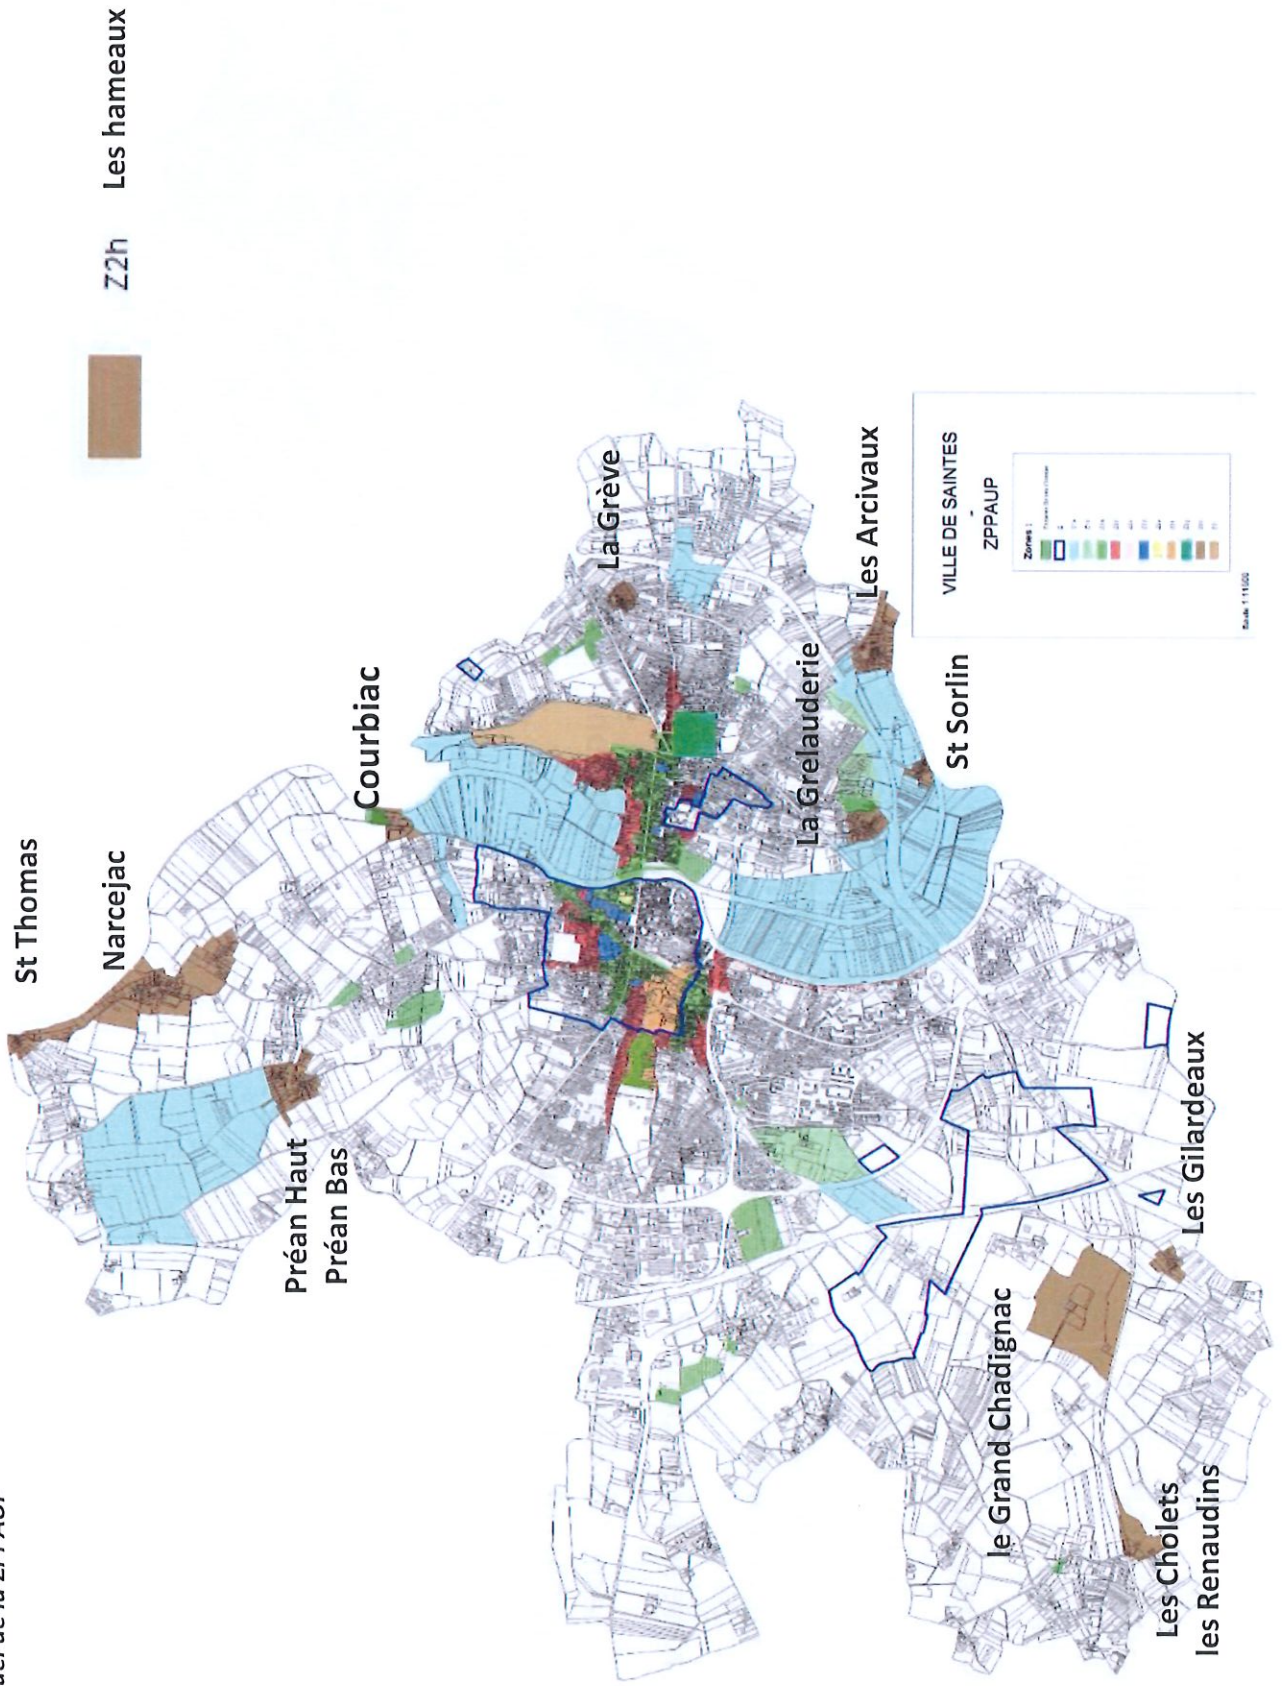 Z2h Les hameaux
St Thomas
Narcejac
Courbiac
La Grève
Les Arcivaux
La Grelauderie
St Sorlin
Préan Haut
Préan Bas
le Grand Chadignac
Les Gilardeaux
Les Cholets
les Renaudins
VILLE DE SAINTES
-
ZPPAUP
Zones :